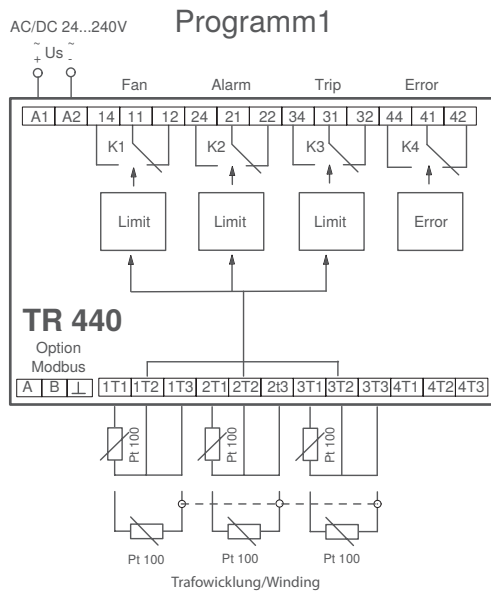 Programm1
AC/DC 24...240V
~ Us ~
+ -
Fan Alarm Trip Error
A1 A2 14 11 12 24 21 22 34 31 32 44 41 42
K1 K2 K3 K4
Limit Limit Limit Error
TR 440
Option
Modbus
A B ⊥ 1T1 1T2 1T3 2T1 2T2 2t3 3T1 3T2 3T3 4T1 4T2 4T3
Pt 100 Pt 100 Pt 100
Pt 100 Pt 100 Pt 100
Trafowicklung/Winding